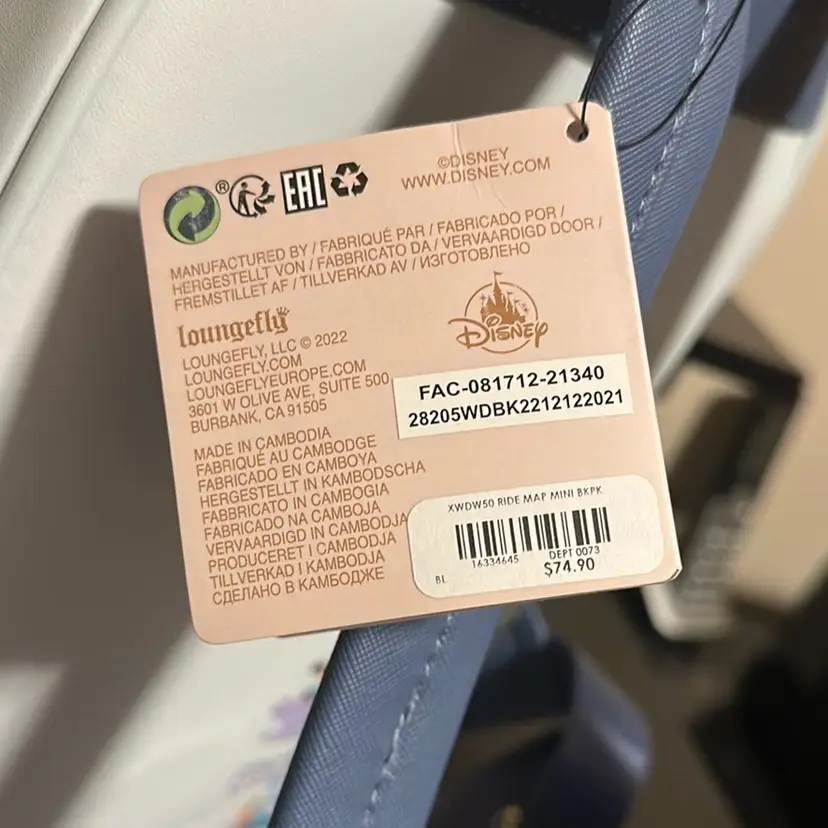 ®
EAC
©DISNEY
WWW.DISNEY.COM
MANUFACTURED BY / FABRIQUÉ PAR / FABRICADO POR /
HERGESTELLT VON / FABBRICATO DA / VERVAARDIGD DOOR /
FREMSTILLET AF / TILLVERKAD AV / ИЗГОТОВЛЕНО
loungefly
LOUNGEFLY, LLC © 2022
LOUNGEFLY.COM
LOUNGEFLYEUROPE.COM
3601 W OLIVE AVE, SUITE 500
BURBANK, CA 91505
Disney
FAC-081712-21340
28205WDBK2212122021
MADE IN CAMBODIA
FABRIQUÉ AU CAMBODGE
FABRICADO EN CAMBOYA
HERGESTELLT IN KAMBODSCHA
FABBRICATO IN CAMBOGIA
FABRICADO NA CAMBOJA
VERVAARDIGD IN CAMBODJA
PRODUCERET I CAMBODJA
TILLVERKAD I KAMBODJA
СДЕЛАНО В КАМБОДЖЕ
XWDW50 RIDE MAP MINI BKPK
16334645 DEPT 0073
BL $74.90